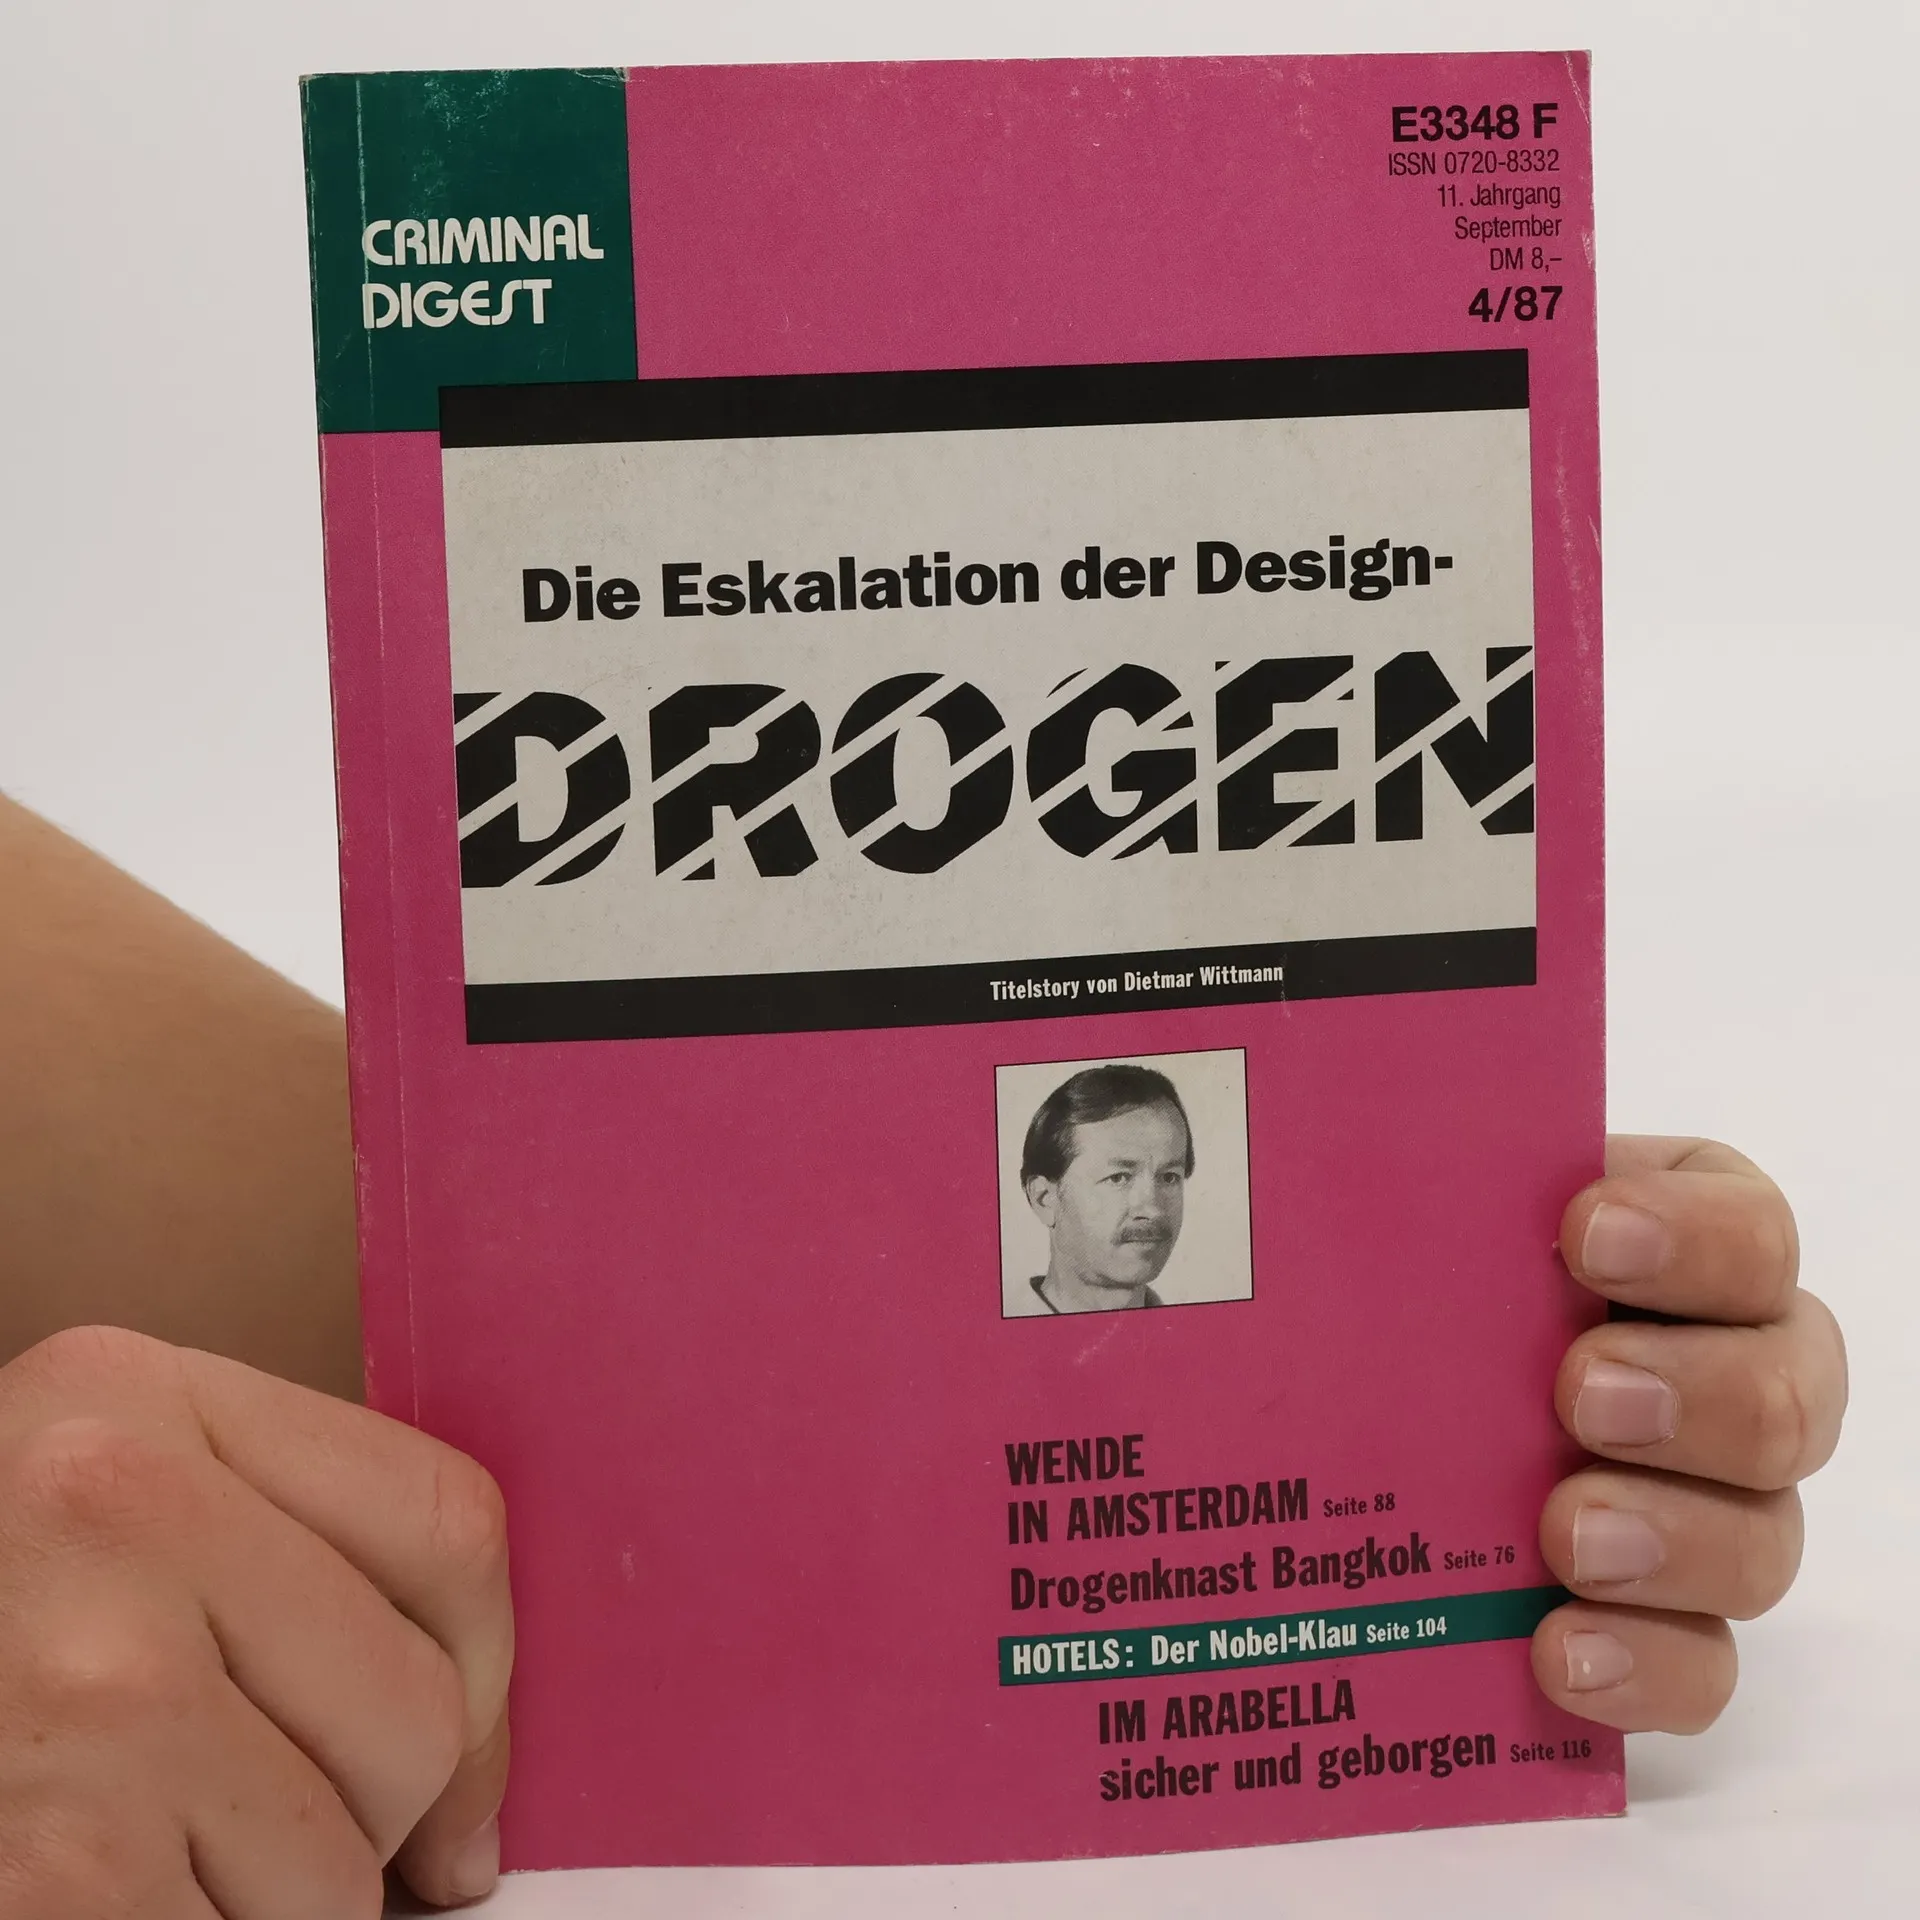 CRIMINAL
DIGEST
E3348 F
ISSN 0720-8332
11. Jahrgang
September
DM 8,–
4/87
Die Eskalation der Design-
DROGEN
Titelstory von Dietmar Wittmann
WENDE
IN AMSTERDAM Seite 88
Drogenknast Bangkok Seite 76
HOTELS: Der Nobel-Klau Seite 104
IM ARABELLA
sicher und geborgen Seite 116